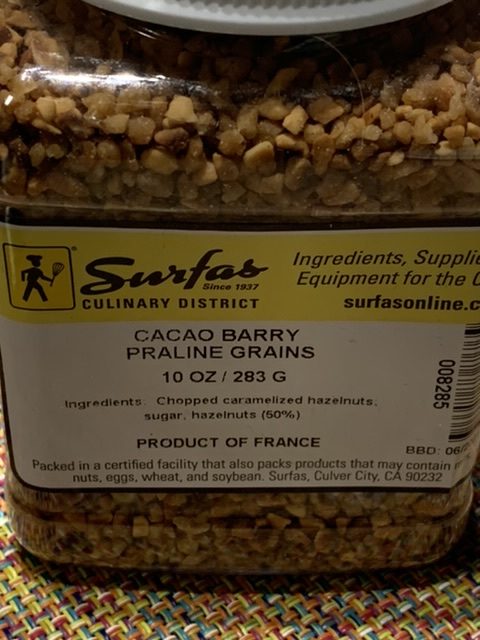 Surfas
Since 1937
CULINARY DISTRICT
Ingredients,
Equipment for the
surfasonline.c
CACAO BARRY
PRALINE GRAINS
10 OZ / 283 G
Ingredients: Chopped caramelized hazelnuts;
sugar, hazelnuts (50%)
PRODUCT OF FRANCE
008285
BBD: 06/
Packed in a certified facility that also packs products that may contain
nuts, eggs, wheat, and soybean. Surfas, Culver City, CA 90232